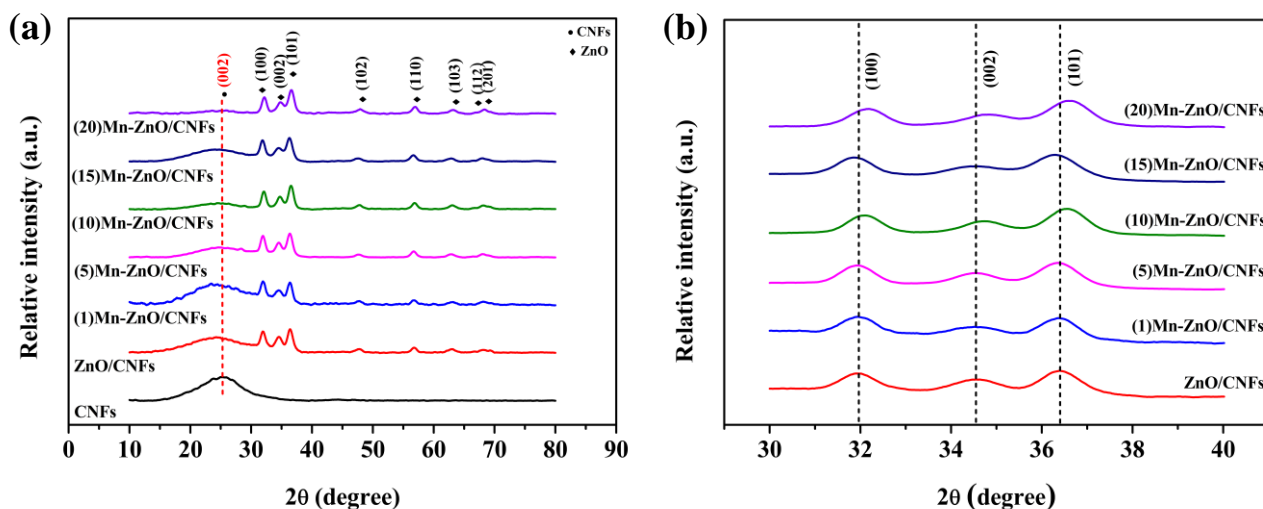 (a)
• CNFs
♦ ZnO
(002)
(100)
(002)
(101)
(102)
(110)
(103)
(112)
(201)
(20)Mn-ZnO/CNFs
(15)Mn-ZnO/CNFs
(10)Mn-ZnO/CNFs
(5)Mn-ZnO/CNFs
(1)Mn-ZnO/CNFs
ZnO/CNFs
CNFs
Relative intensity (a.u.)
0 10 20 30 40 50 60 70 80 90
2θ (degree)
(b)
(100)
(002)
(101)
(20)Mn-ZnO/CNFs
(15)Mn-ZnO/CNFs
(10)Mn-ZnO/CNFs
(5)Mn-ZnO/CNFs
(1)Mn-ZnO/CNFs
ZnO/CNFs
Relative intensity (a.u.)
30 32 34 36 38 40
2θ (degree)